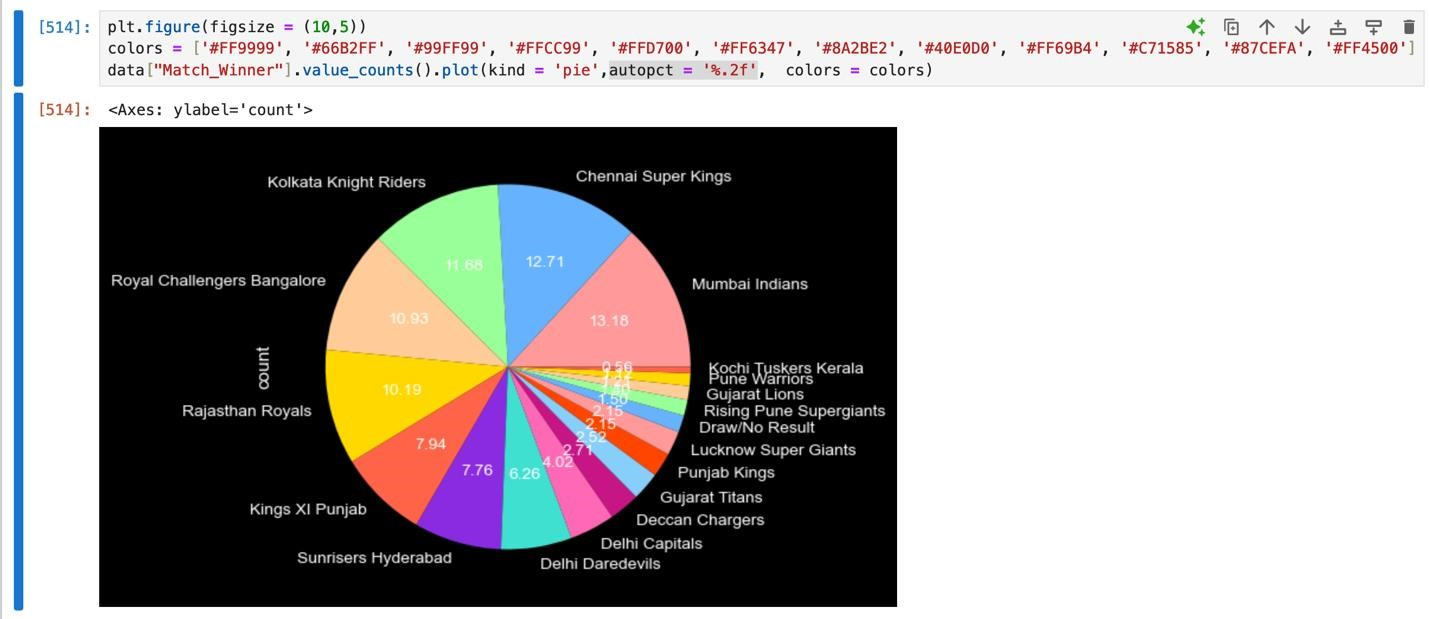 [514]: plt.figure(figsize = (10,5))
colors = ['#FF9999', '#66B2FF', '#99FF99', '#FFCC99', '#FFD700', '#FF6347', '#8A2BE2', '#40E0D0', '#FF69B4', '#C71585', '#87CEFA', '#FF4500']
data["Match_Winner"].value_counts().plot(kind = 'pie',autopct = '%.2f',  colors = colors)
[514]: <Axes: ylabel='count'>
Chennai Super Kings
Kolkata Knight Riders
11.68
12.71
Royal Challengers Bangalore
Mumbai Indians
10.93
13.18
count
0.56
Kochi Tuskers Kerala
Pune Warriors
10.19
Gujarat Lions
1.50
Rising Pune Supergiants
Rajasthan Royals
2.15
Draw/No Result
2.15
7.94
2.52
Lucknow Super Giants
2.71
7.76
6.26
4.02
Punjab Kings
Gujarat Titans
Kings XI Punjab
Deccan Chargers
Delhi Capitals
Sunrisers Hyderabad
Delhi Daredevils